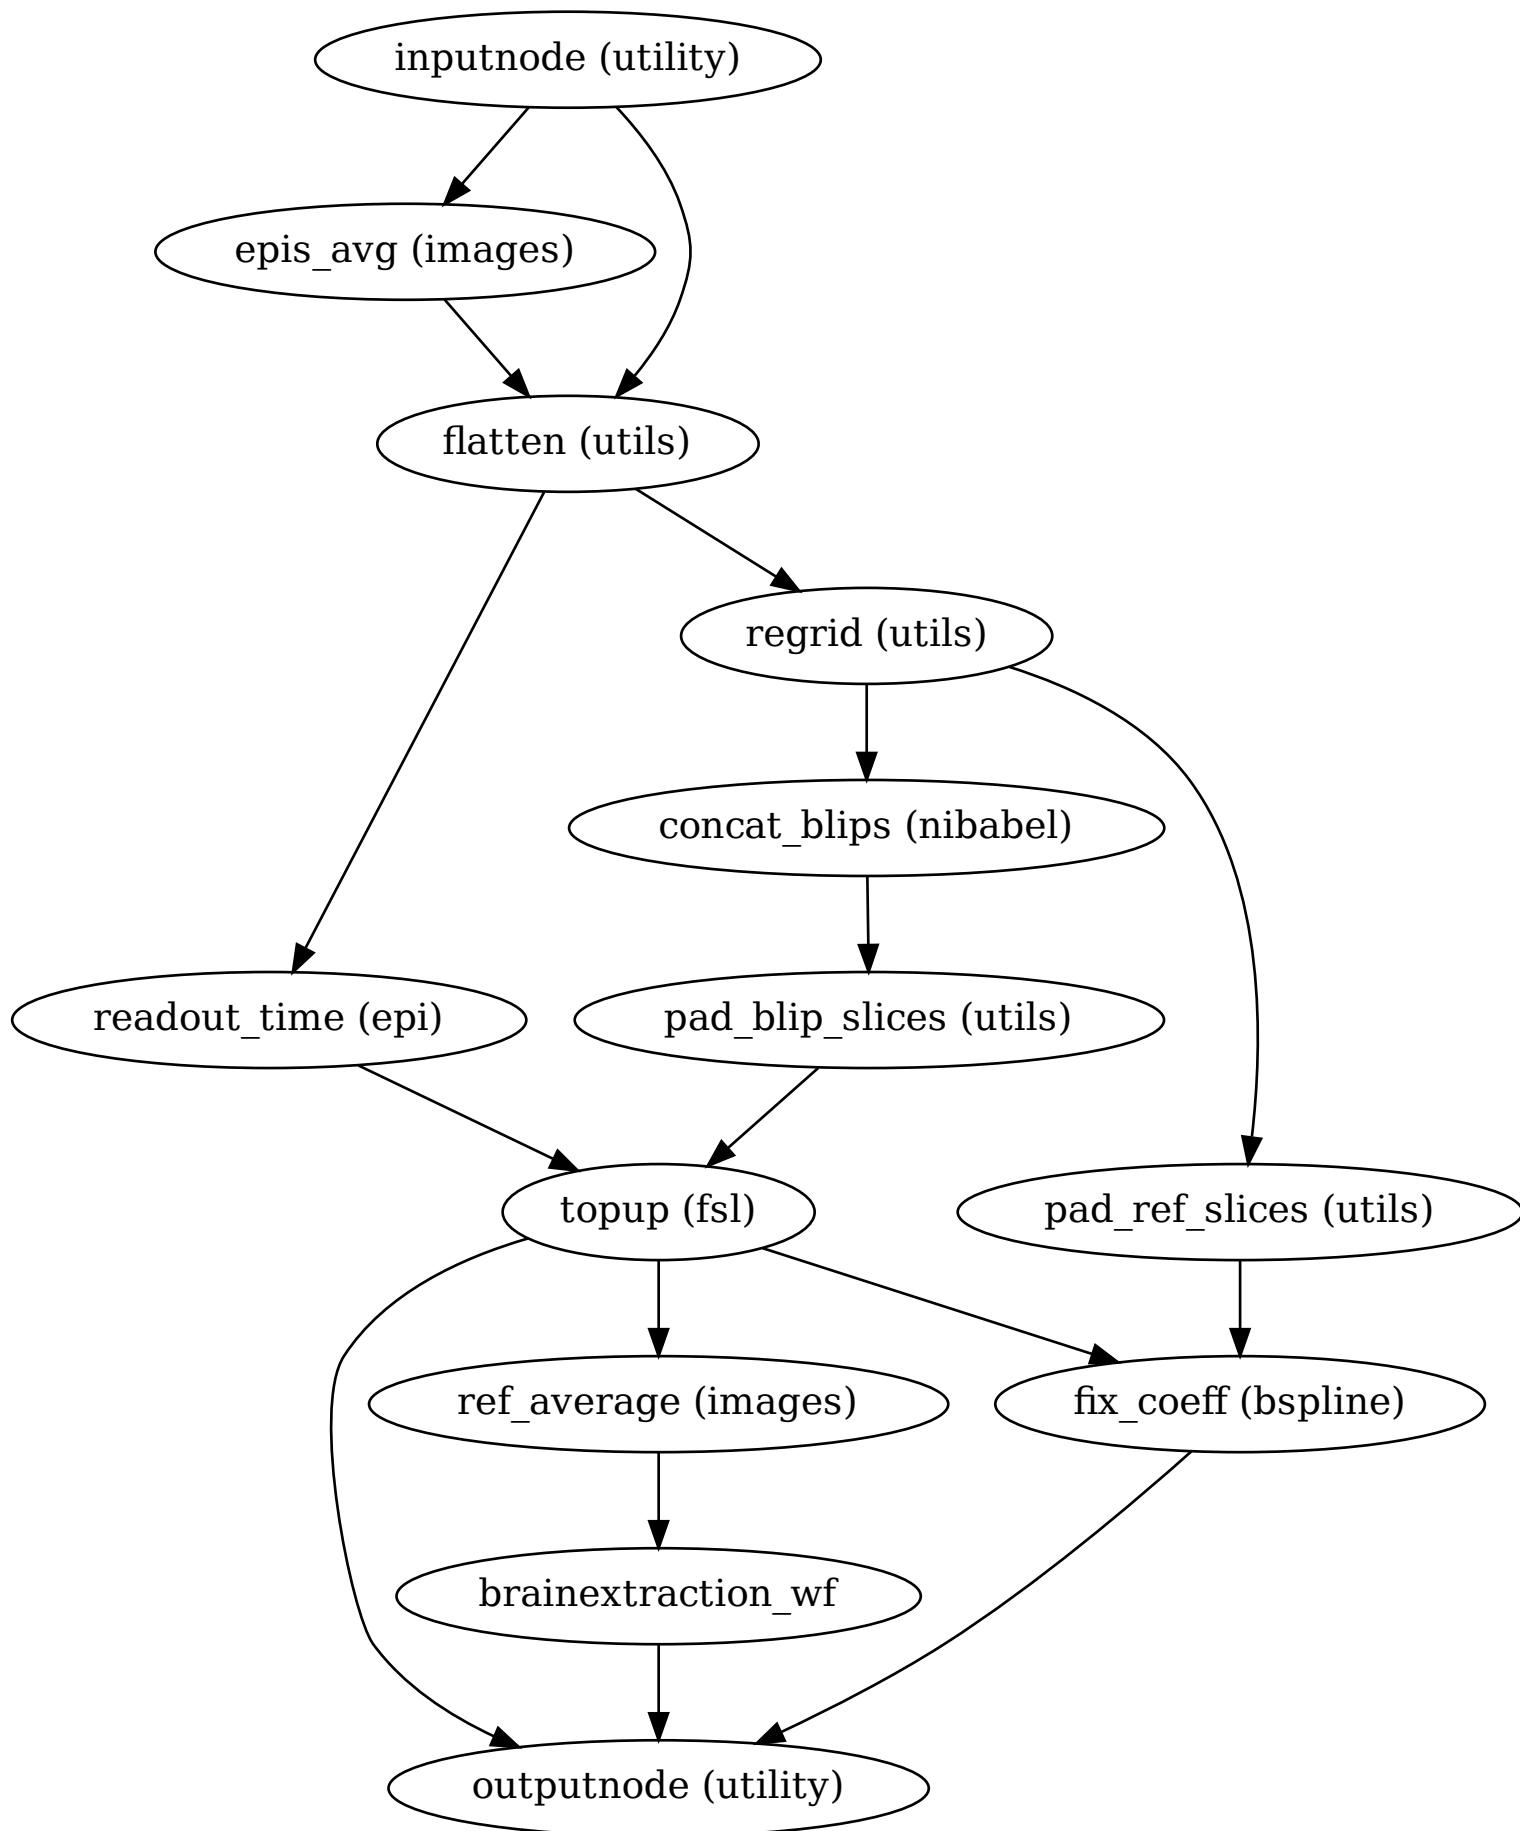 inputnode (utility)
epis_avg (images)
flatten (utils)
regrid (utils)
concat_blips (nibabel)
readout_time (epi)
pad_blip_slices (utils)
topup (fsl)
pad_ref_slices (utils)
ref_average (images)
fix_coeff (bspline)
brainextraction_wf
outputnode (utility)